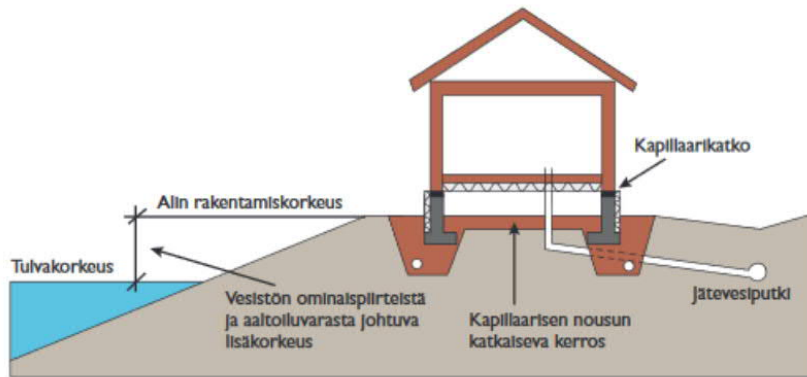 Kapillaarikatko
Alin rakentamiskorkeus
Tulvakorkeus
Vesistön ominaispiirteistä
ja aaltoiluvarasta johtuva
lisäkorkeus
Kapillaarisen nousun
katkaiseva kerros
Jätevesiputki